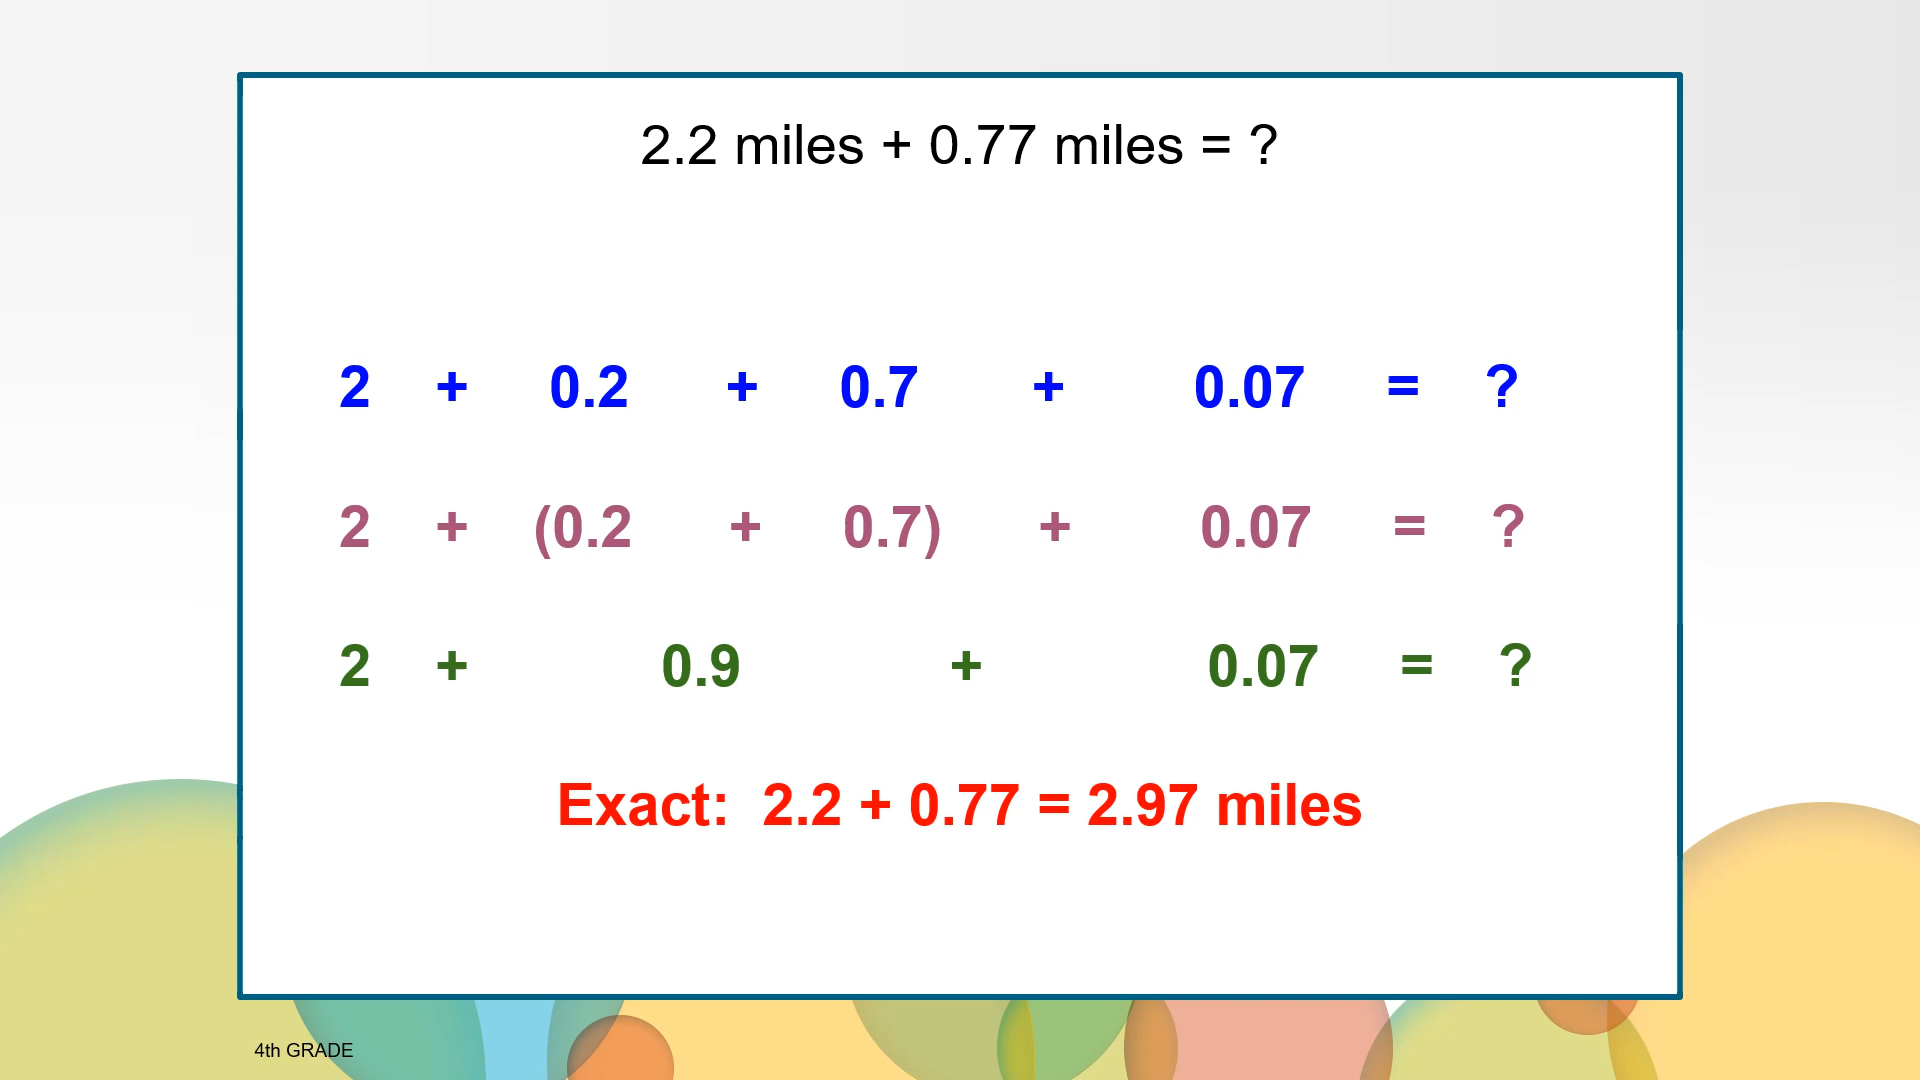 2.2 miles + 0.77 miles = ?
2 + 0.2 + 0.7 + 0.07 = ?
2 + (0.2 + 0.7) + 0.07 = ?
2 + 0.9 + 0.07 = ?
Exact: 2.2 + 0.77 = 2.97 miles
4th GRADE